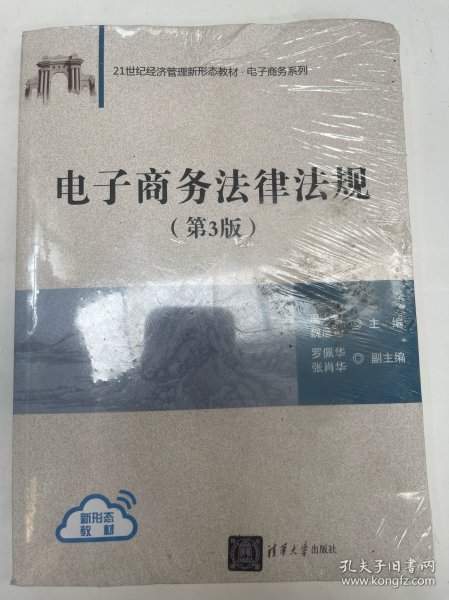 21世纪经济管理新形态教材·电子商务系列
电子商务法律法规
（第3版）
主 编
罗佩华
张肖华
◎ 副主编
新形态
教 材
清华大学出版社
孔夫子旧书网
www.kongfz.com